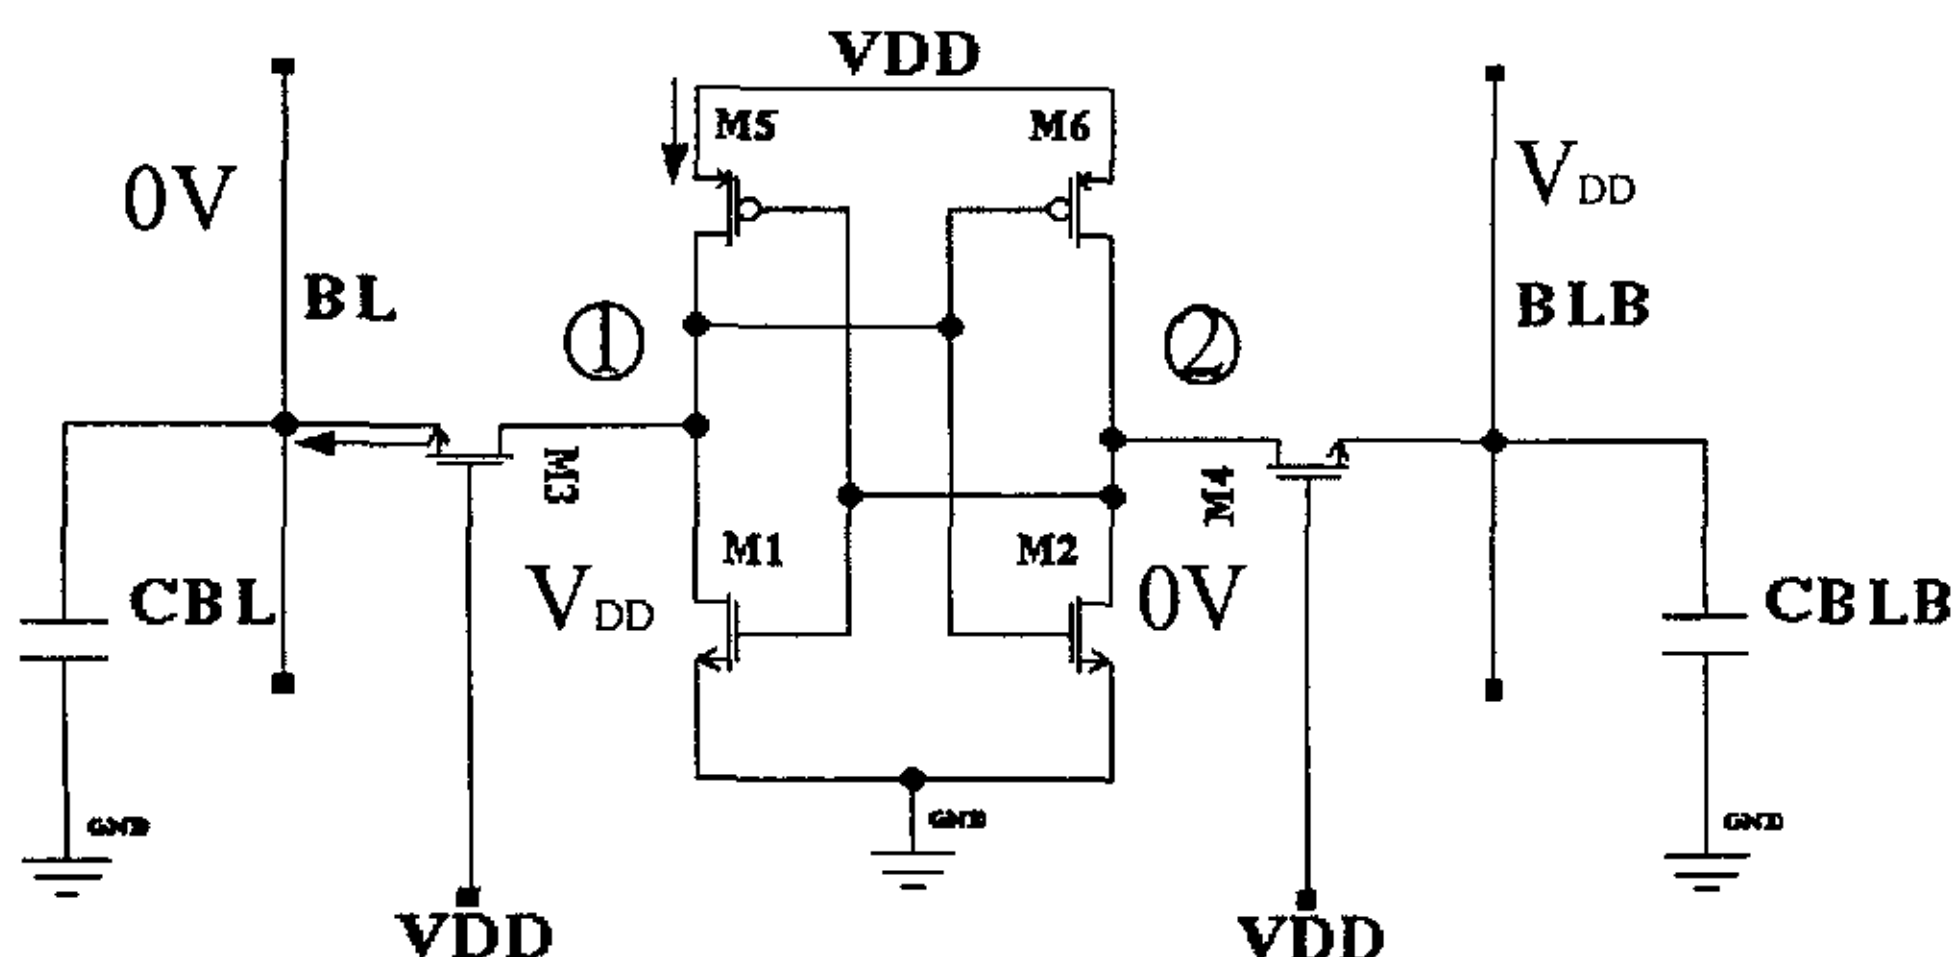 VDD
M5
M6
0V
VDD
BL
BLB
①
②
M3
M4
M1
M2
CBL
VDD
0V
CBLB
GND
GND
GND
VDD
VDD